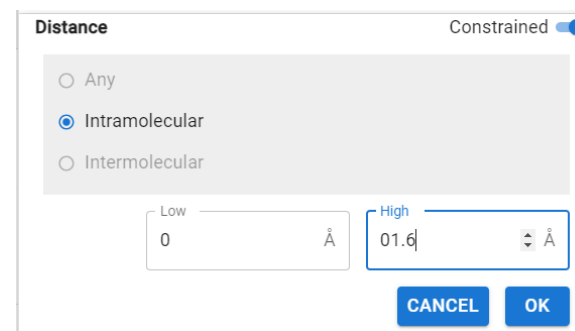 Distance Constrained
Any
Intramolecular
Intermolecular
Low High
0 Å 01.6 Å
CANCEL OK